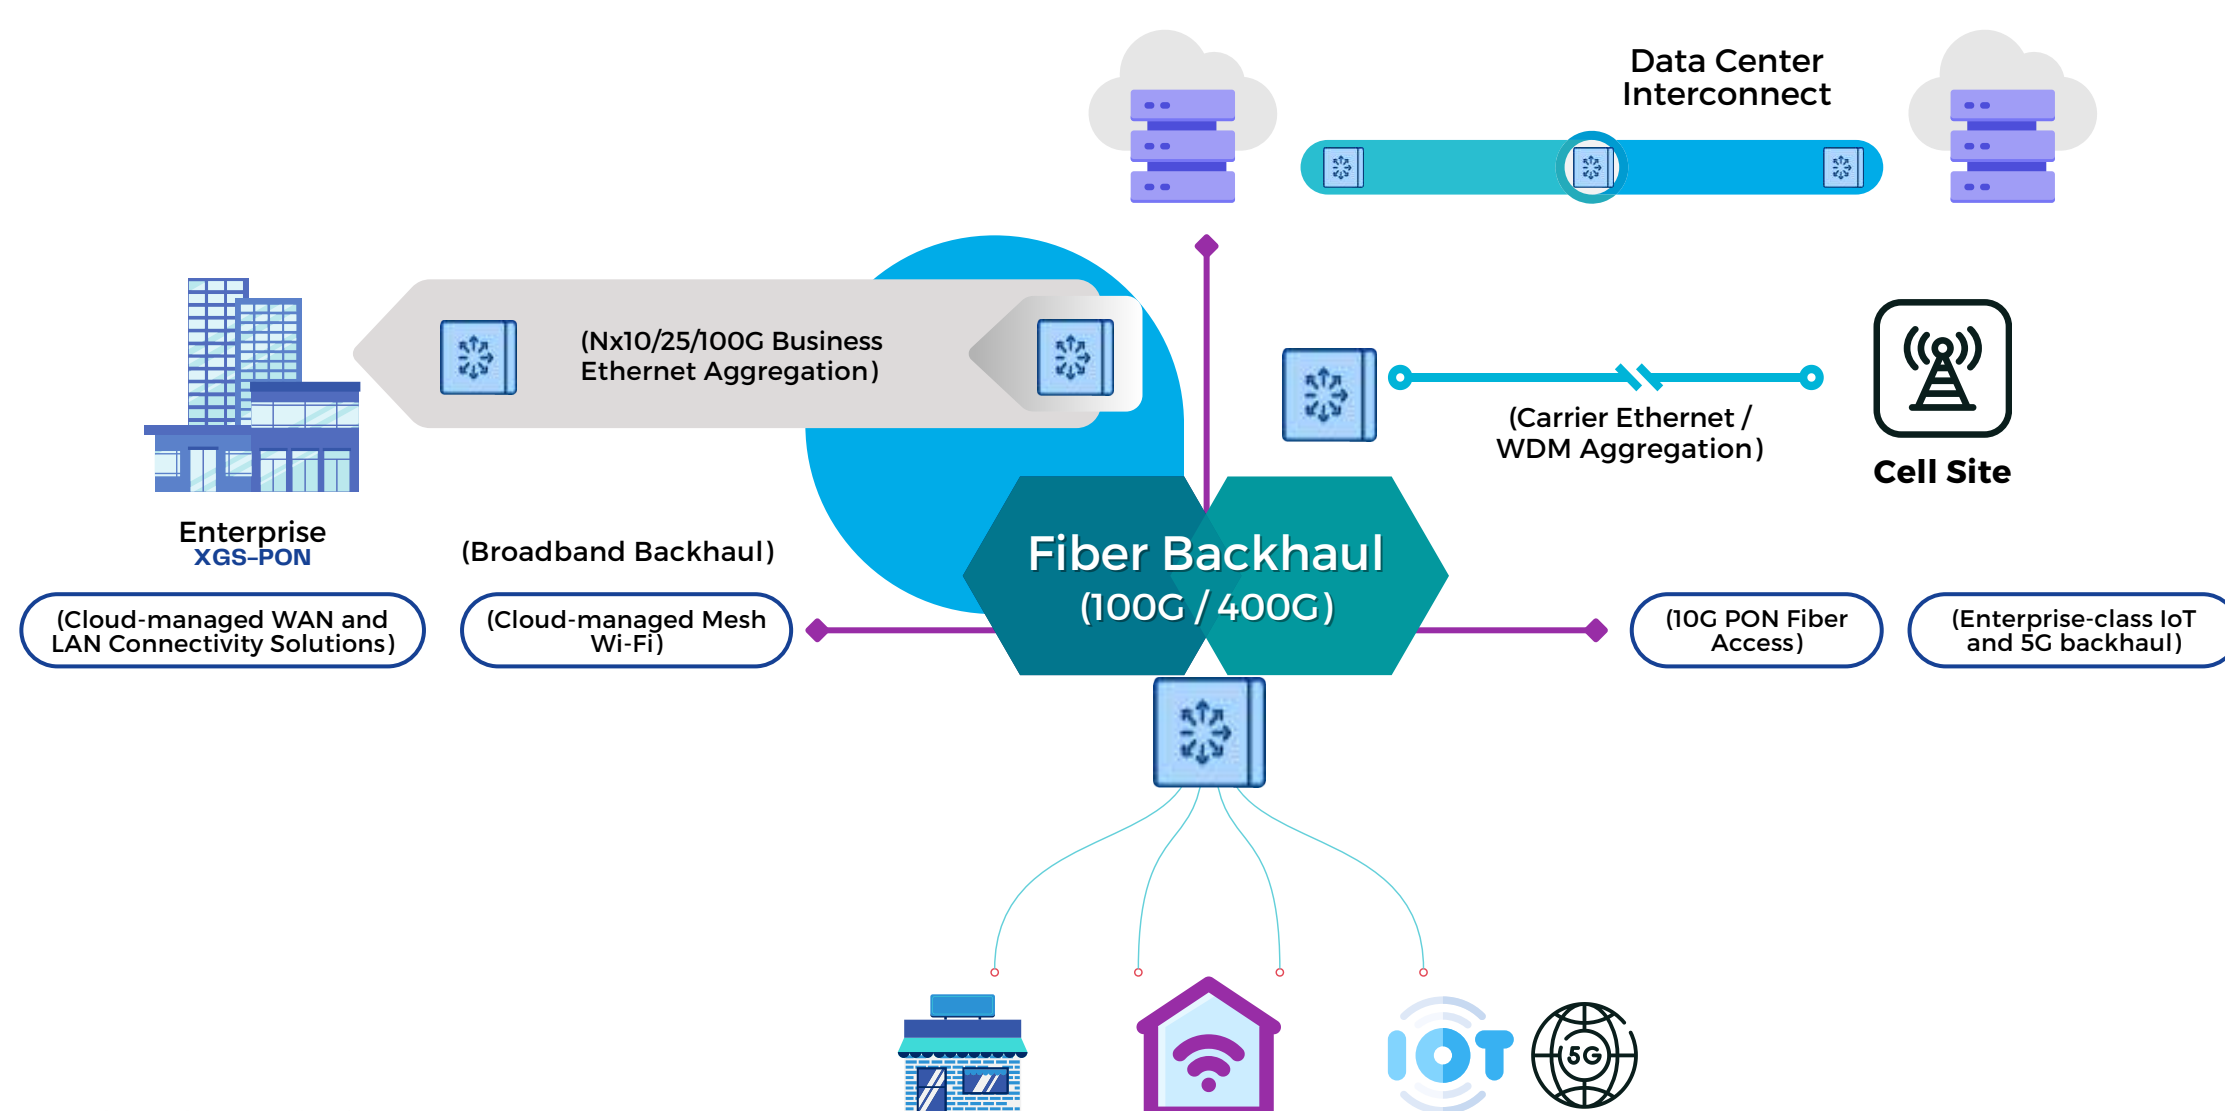 Data Center
Interconnect
(Nx10/25/100G Business
Ethernet Aggregation)
(Carrier Ethernet /
WDM Aggregation)
Cell Site
Enterprise
XGS-PON
(Broadband Backhaul)
Fiber Backhaul
(100G / 400G)
(Cloud-managed WAN and
LAN Connectivity Solutions)
(Cloud-managed Mesh
Wi-Fi)
(10G PON Fiber
Access)
(Enterprise-class IoT
and 5G backhaul)
IOT
5G